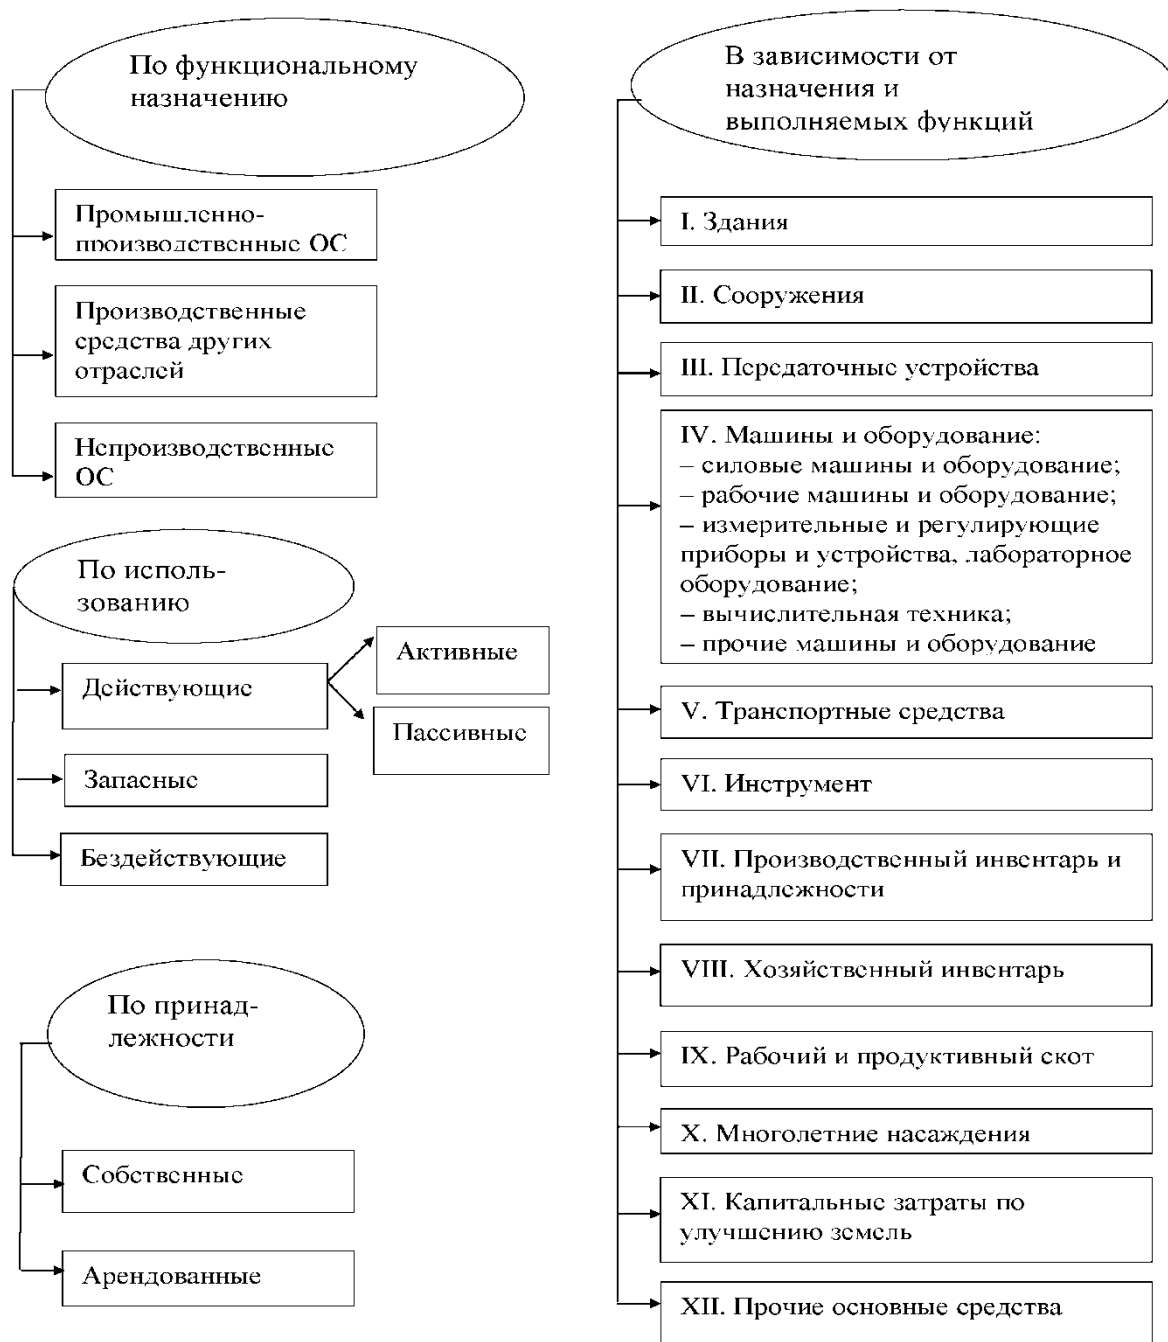 По функциональному
назначению
Промышленно-
производственные ОС
Производственные
средства других
отраслей
Непроизводственные
ОС
По исполь-
зованию
Действующие
Активные
Пассивные
Запасные
Бездействующие
По принад-
лежности
Собственные
Арендованные
В зависимости от
назначения и
выполняемых функций
I. Здания
II. Сооружения
III. Передаточные устройства
IV. Машины и оборудование:
– силовые машины и оборудование;
– рабочие машины и оборудование;
– измерительные и регулирующие
приборы и устройства, лабораторное
оборудование;
– вычислительная техника;
– прочие машины и оборудование
V. Транспортные средства
VI. Инструмент
VII. Производственный инвентарь и
принадлежности
VIII. Хозяйственный инвентарь
IX. Рабочий и продуктивный скот
X. Многолетние насаждения
XI. Капитальные затраты по
улучшению земель
XII. Прочие основные средства